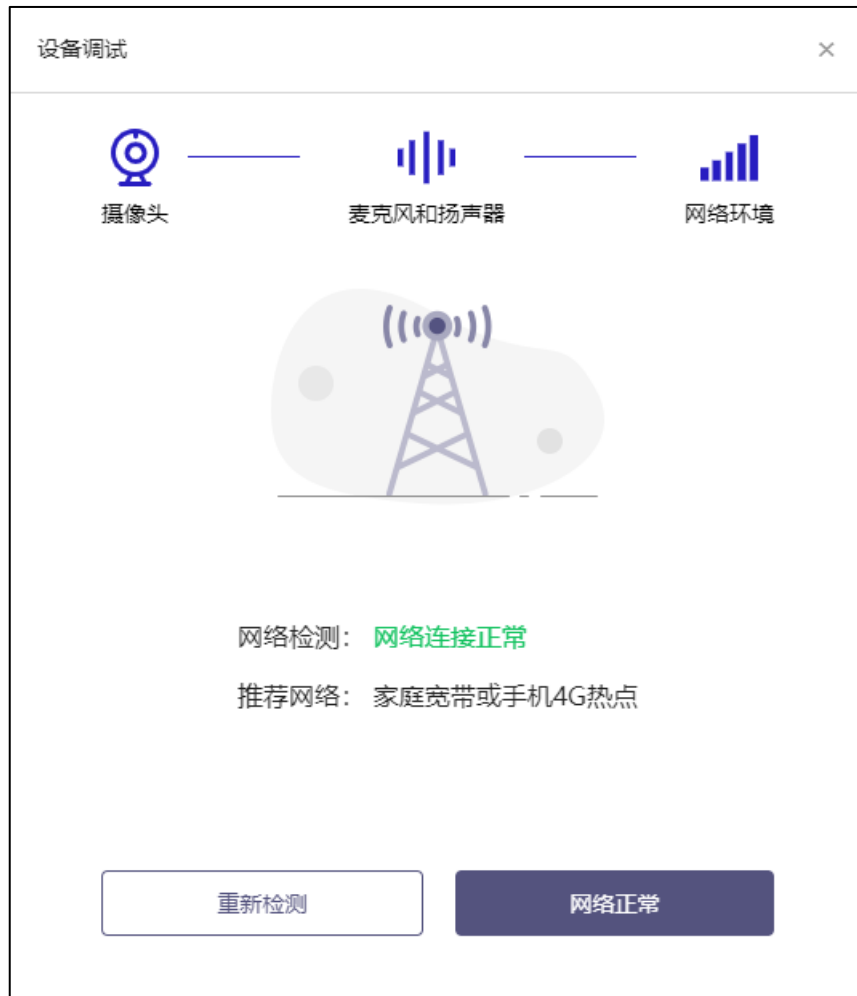 设备调试
摄像头
麦克风和扬声器
网络环境
网络检测： 网络连接正常
推荐网络： 家庭宽带或手机4G热点
重新检测
网络正常